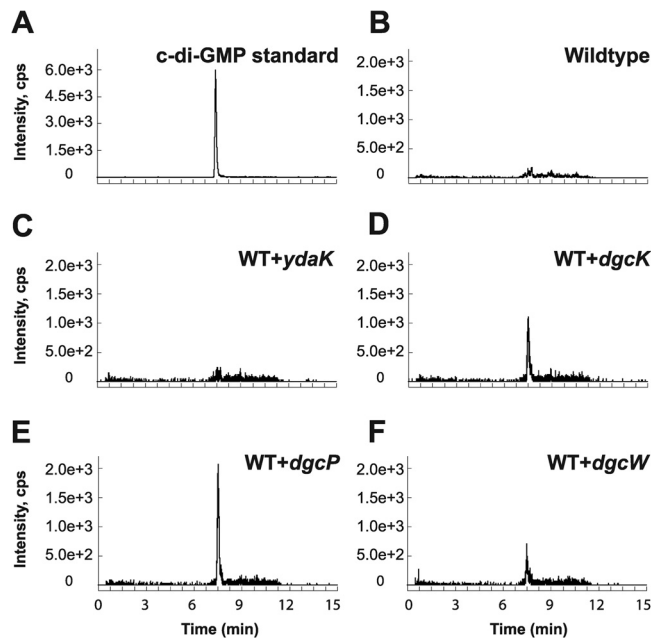 A
c-di-GMP standard
Intensity, cps
6.0e+3
4.5e+3
3.0e+3
1.5e+3
0
B
Wildtype
2.0e+3
1.5e+3
1.0e+3
5.0e+2
0
C
WT+ydaK
Intensity, cps
2.0e+3
1.5e+3
1.0e+3
5.0e+2
0
D
WT+dgcK
2.0e+3
1.5e+3
1.0e+3
5.0e+2
0
E
WT+dgcP
Intensity, cps
2.0e+3
1.5e+3
1.0e+3
5.0e+2
0
0 3 6 9 12 15
Time (min)
F
WT+dgcW
2.0e+3
1.5e+3
1.0e+3
5.0e+2
0
0 3 6 9 12 15
Time (min)